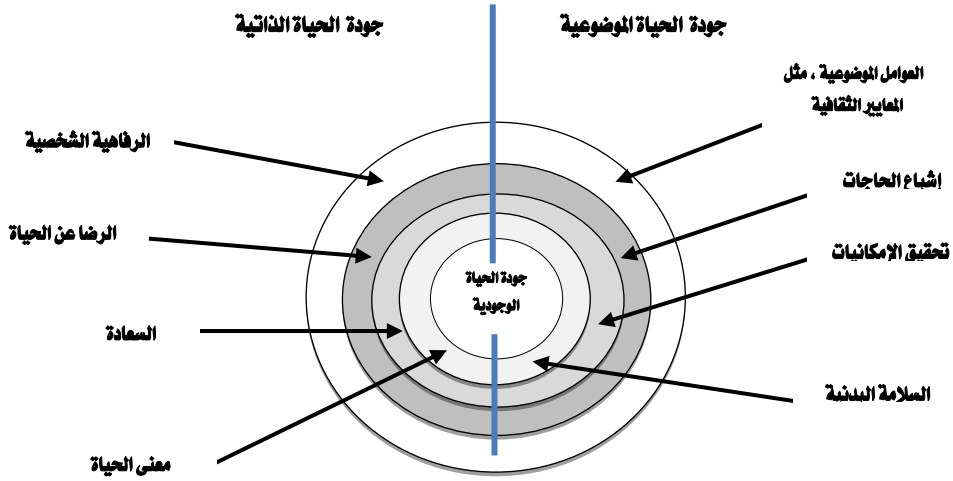 جودة الحياة الموضوعية
جودة الحياة الذاتية
العوامل الموضوعية ، مثل
المعايير الثقافية
الرفاهية الشخصية
إشباع الحاجات
الرضا عن الحياة
تحقيق الإمكانيات
جودة الحياة
الوجودية
السعادة
السلامة البدنية
معنى الحياة